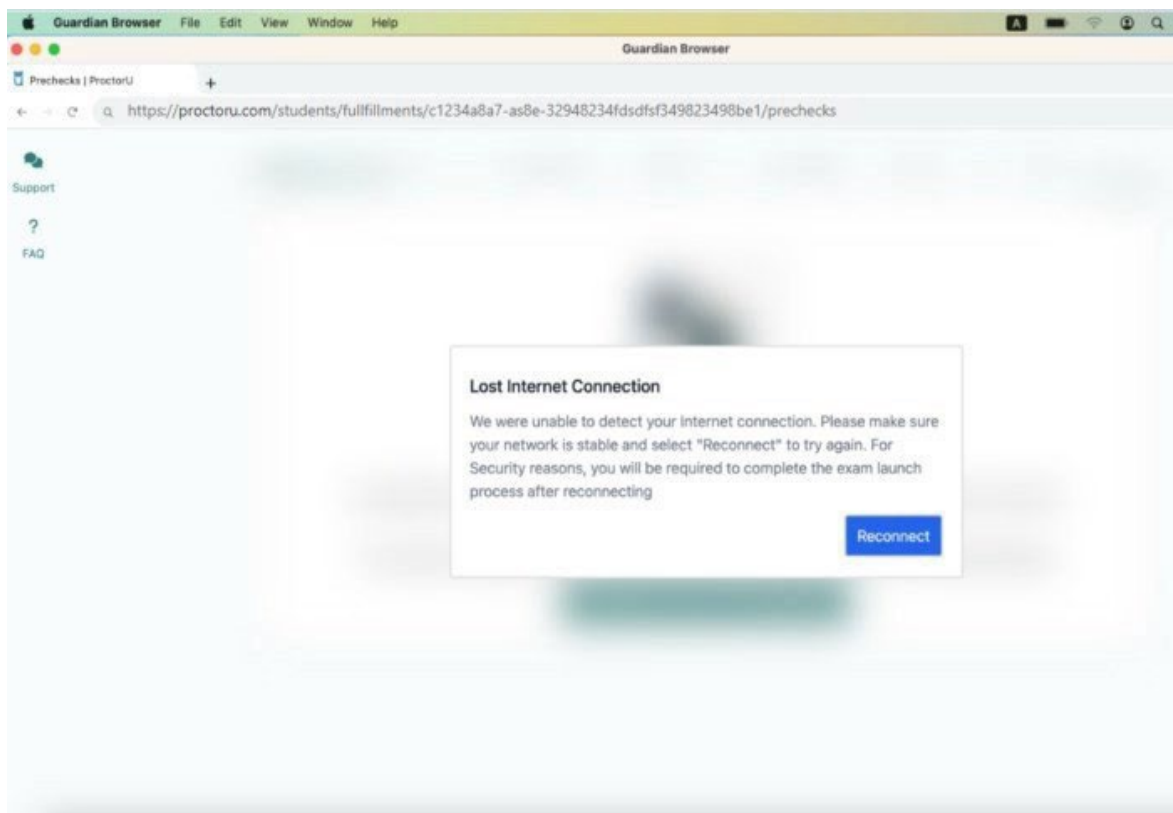 Guardian Browser File Edit View Window Help A
Guardian Browser
Prechecks | ProctorU +
https://proctoru.com/students/fullfillments/c1234a8a7-as8e-32948234fdsdfsf349823498be1/prechecks
Support
?
FAQ
Lost Internet Connection
We were unable to detect your Internet connection. Please make sure
your network is stable and select "Reconnect" to try again. For
Security reasons, you will be required to complete the exam launch
process after reconnecting
Reconnect